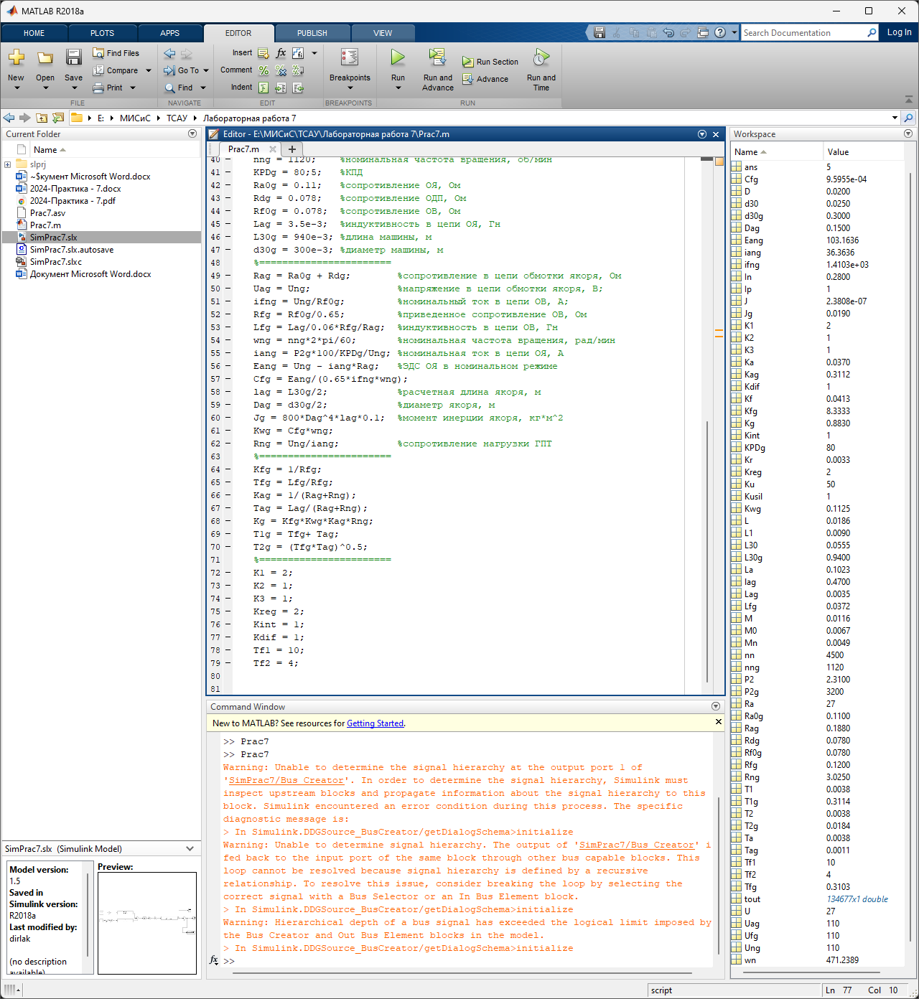 MATLAB R2018a
HOME PLOTS APPS EDITOR PUBLISH VIEW
Search Documentation Log In
New Open Save
Find Files
Compare
Print
Go To
Find
Insert
Comment
Indent
fx
Breakpoints
Run
Run and Advance
Run Section
Advance
Run and Time
FILE NAVIGATE EDIT BREAKPOINTS RUN
E: МИСиС ТСАУ Лабораторная работа 7
Current Folder
Name
slprj
~$кумент Microsoft Word.docx
2024-Практика - 7.docx
2024-Практика - 7.pdf
Prac7.asv
Prac7.m
SimPrac7.slx
SimPrac7.slx.autosave
SimPrac7.slxc
Документ Microsoft Word.docx
SimPrac7.slx (Simulink Model)
Model version:
1.5
Saved in
Simulink version:
R2018a
Last modified by:
dirlak
(no description
available)
Preview:
Editor - E:\МИСиС\ТСАУ\Лабораторная работа 7\Prac7.m
Prac7.m
40 – nng = 1120; %номинальная частота вращения, об/мин
41 – KPDg = 80;5; %КПД
42 – Ra0g = 0.11; %сопротивление ОЯ, Ом
43 – Rdg = 0.078; %сопротивление ОДП, Ом
44 – Rf0g = 0.078; %сопротивление ОВ, Ом
45 – Lag = 3.5e-3; %индуктивность в цепи ОЯ, Гн
46 – L30g = 940e-3; %длина машины, м
47 – d30g = 300e-3; %диаметр машины, м
48 %=======================
49 – Rag = Ra0g + Rdg; %сопротивление в цепи обмотки якоря, Ом
50 – Uag = Ung; %напряжение в цепи обмотки якоря, В;
51 – ifng = Ung/Rf0g; %номинальный ток в цепи ОВ, А;
52 – Rfg = Rf0g/0.65; %приведенное сопротивление ОВ, Ом
53 – Lfg = Lag/0.06*Rfg/Rag; %индуктивность в цепи ОВ, Гн
54 – wng = nng*2*pi/60; %номинальная частота вращения, рад/мин
55 – iang = P2g*100/KPDg/Ung; %номинальная ток в цепи ОЯ, А
56 – Eang = Ung - iang*Rag; %ЭДС ОЯ в номинальном режиме
57 – Cfg = Eang/(0.65*ifng*wng);
58 – lag = L30g/2; %расчетная длина якоря, м
59 – Dag = d30g/2; %диаметр якоря, м
60 – Jg = 800*Dag^4*lag*0.1; %момент инерции якоря, кг*м^2
61 – Kwg = Cfg*wng;
62 – Rng = Ung/iang; %сопротивление нагрузки ГПТ
63 %=======================
64 – Kfg = 1/Rfg;
65 – Tfg = Lfg/Rfg;
66 – Kag = 1/(Rag+Rng);
67 – Tag = Lag/(Rag+Rng);
68 – Kg = Kfg*Kwg*Kag*Rng;
69 – T1g = Tfg+ Tag;
70 – T2g = (Tfg*Tag)^0.5;
71 %=======================
72 – K1 = 2;
73 – K2 = 1;
74 – K3 = 1;
75 – Kreg = 2;
76 – Kint = 1;
77 – Kdif = 1;
78 – Tf1 = 10;
79 – Tf2 = 4;
80
81
Command Window
New to MATLAB? See resources for Getting Started.
>> Prac7
>> Prac7
Warning: Unable to determine the signal hierarchy at the output port 1 of
'SimPrac7/Bus Creator'. In order to determine the signal hierarchy, Simulink must
inspect upstream blocks and propagate information about the signal hierarchy to this
block. Simulink encountered an error condition during this process. The specific
diagnostic message is:
> In Simulink.DDGSource_BusCreator/getDialogSchema>initialize
Warning: Unable to determine signal hierarchy. The output of 'SimPrac7/Bus Creator' i
fed back to the input port of the same block through other bus capable blocks. This
loop cannot be resolved because signal hierarchy is defined by a recursive
relationship. To resolve this issue, consider breaking the loop by selecting the
correct signal with a Bus Selector or an In Bus Element block.
> In Simulink.DDGSource_BusCreator/getDialogSchema>initialize
Warning: Hierarchical depth of a bus signal has exceeded the logical limit imposed by
the Bus Creator and Out Bus Element blocks in the model.
> In Simulink.DDGSource_BusCreator/getDialogSchema>initialize
fx >>
Workspace
Name Value
ans 5
Cfg 9.5955e-04
D 0.0200
d30 0.0250
d30g 0.3000
Dag 0.1500
Eang 103.1636
iang 36.3636
ifng 1.4103e+03
In 0.2800
Ip 1
J 2.3808e-07
Jg 0.0190
K1 2
K2 1
K3 1
Ka 0.0370
Kag 0.3112
Kdif 1
Kf 0.0413
Kfg 8.3333
Kg 0.8830
Kint 1
KPDg 80
Kr 0.0033
Kreg 2
Ku 50
Kusil 1
Kwg 0.1125
L 0.0186
L1 0.0090
L30 0.0555
L30g 0.9400
La 0.1023
lag 0.4700
Lag 0.0035
Lfg 0.0372
M 0.0116
M0 0.0067
Mn 0.0049
nn 4500
nng 1120
P2 2.3100
P2g 3200
Ra 27
Ra0g 0.1100
Rag 0.1880
Rdg 0.0780
Rf0g 0.0780
Rfg 0.1200
Rng 3.0250
T1 0.0038
T1g 0.3114
T2 0.0038
T2g 0.0184
Ta 0.0038
Tag 0.0011
Tf1 10
Tf2 4
Tfg 0.3103
tout 134677x1 double
U 27
Uag 110
Ufg 110
Ung 110
wn 471.2389
script Ln 77 Col 10